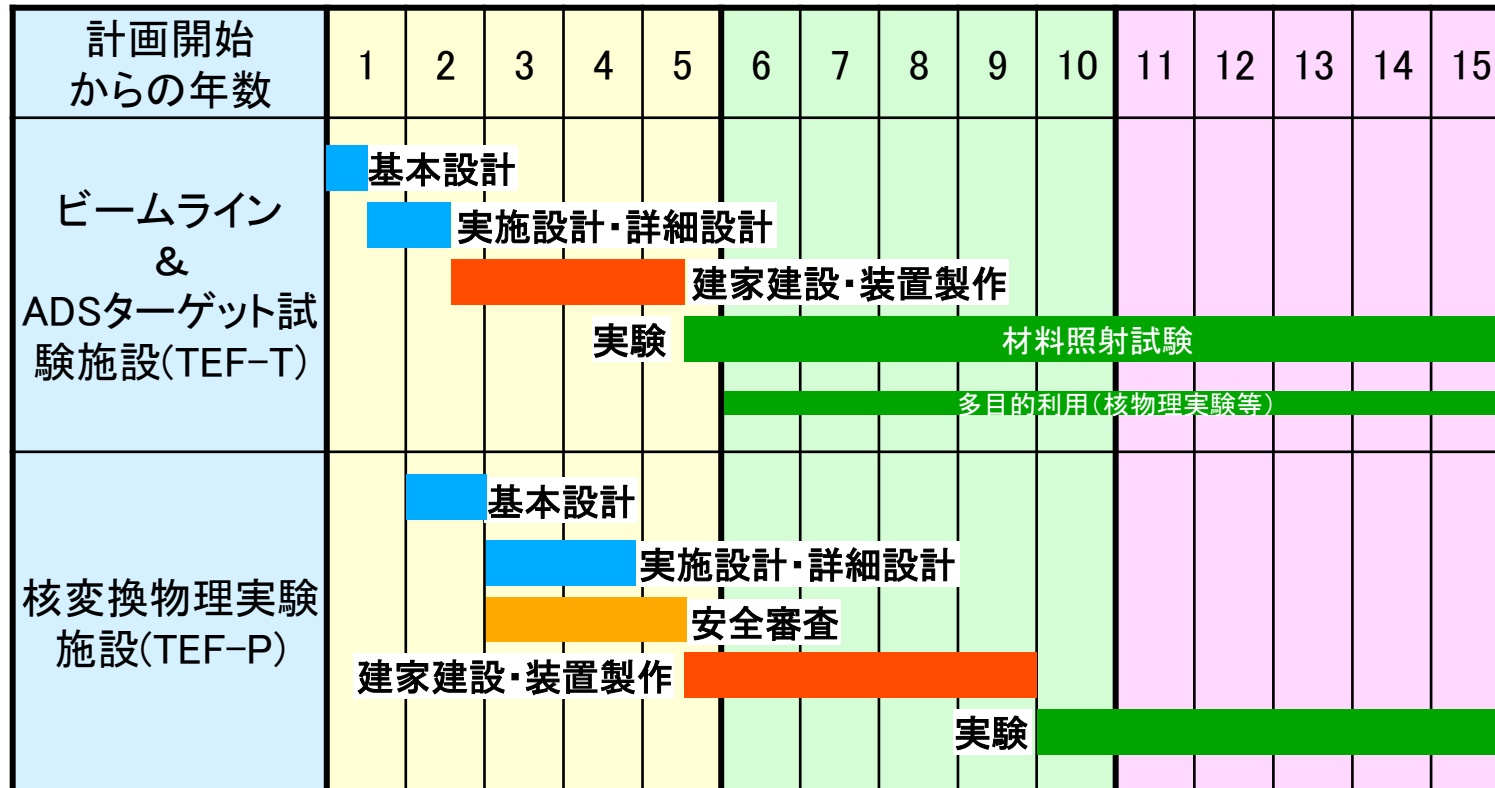 計画開始
からの年数
1 2 3 4 5 6 7 8 9 10 11 12 13 14 15
ビームライン
&
ADSターゲット試
験施設(TEF-T)
基本設計
実施設計・詳細設計
建家建設・装置製作
実験
材料照射試験
多目的利用(核物理実験等)
核変換物理実験
施設(TEF-P)
基本設計
実施設計・詳細設計
安全審査
建家建設・装置製作
実験